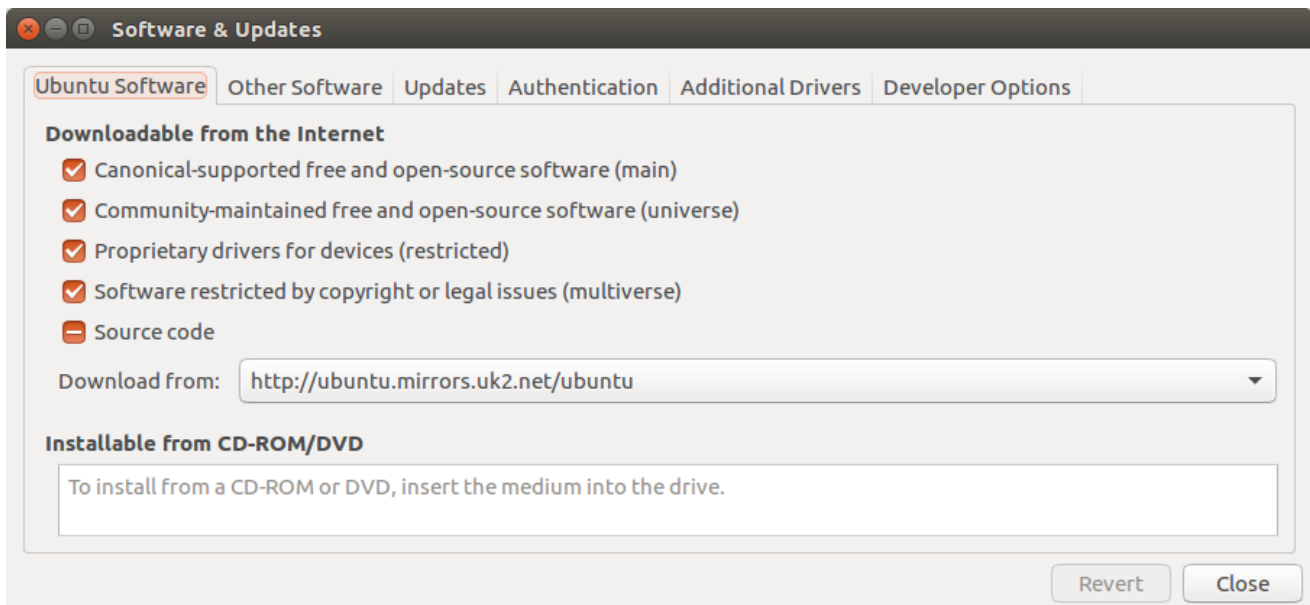 Software & Updates
Ubuntu Software Other Software Updates Authentication Additional Drivers Developer Options
Downloadable from the Internet
Canonical-supported free and open-source software (main)
Community-maintained free and open-source software (universe)
Proprietary drivers for devices (restricted)
Software restricted by copyright or legal issues (multiverse)
Source code
Download from: http://ubuntu.mirrors.uk2.net/ubuntu
Installable from CD-ROM/DVD
To install from a CD-ROM or DVD, insert the medium into the drive.
Revert Close